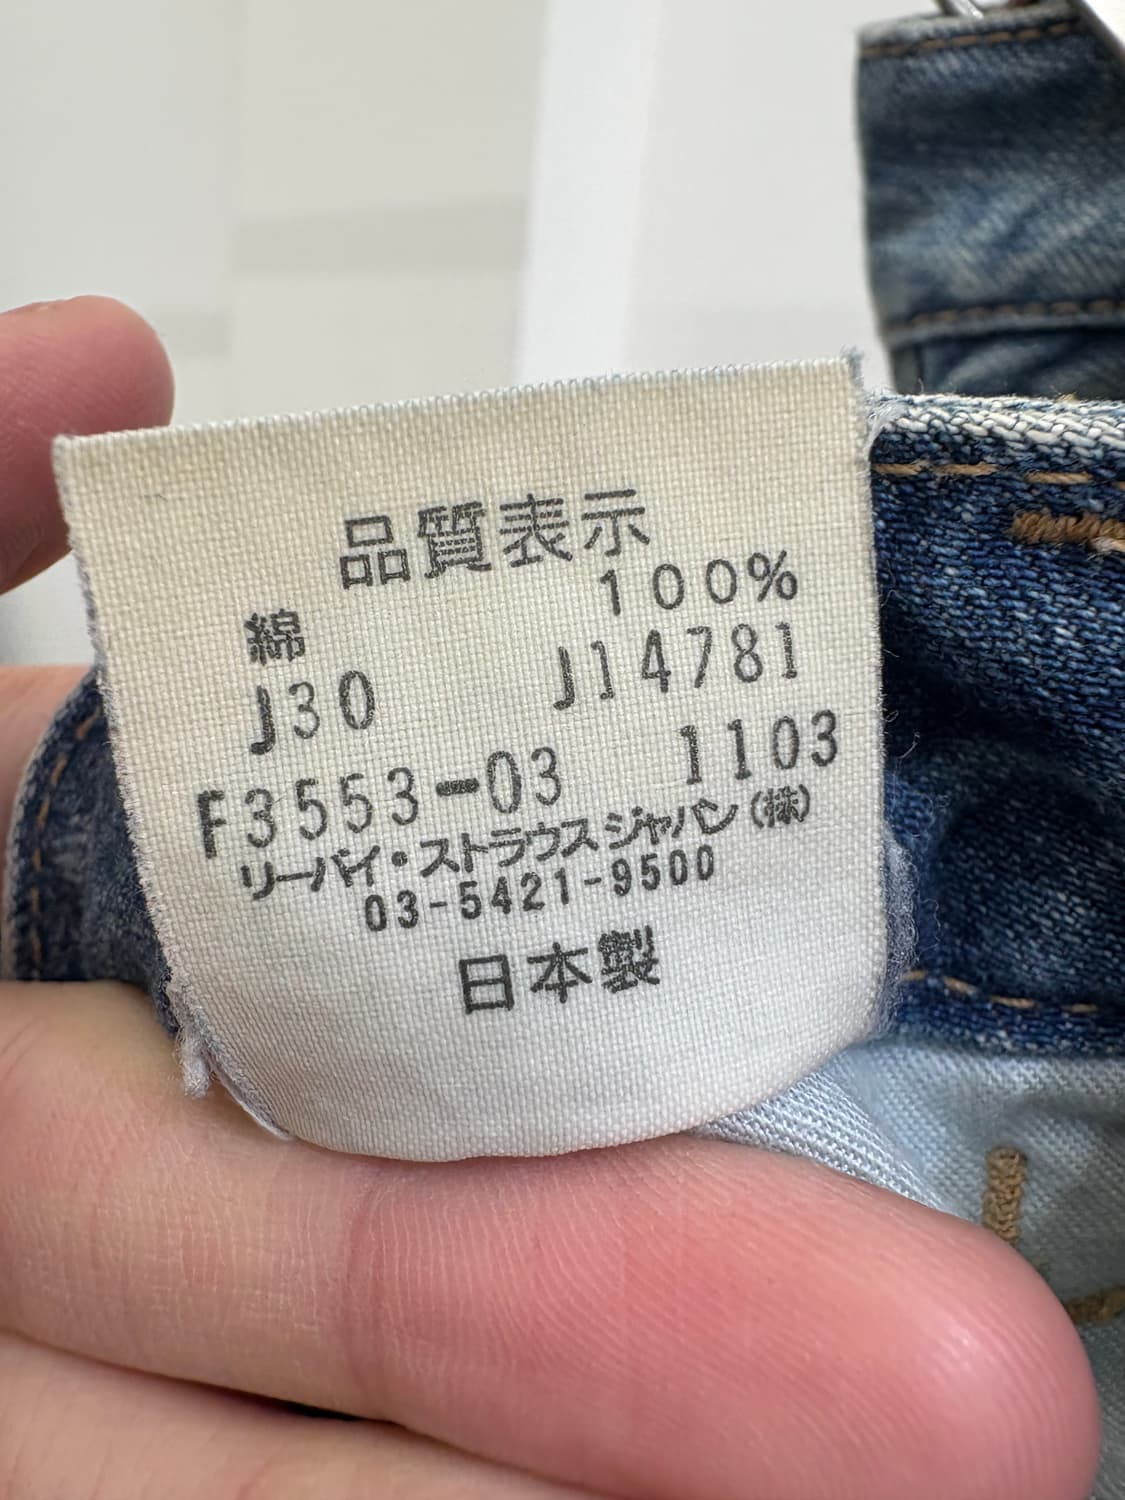 品質表示
綿 100%
J30 J14781
F3553-03 1103
リーバイ・ストラウス ジャパン(株)
03-5421-9500
日本製